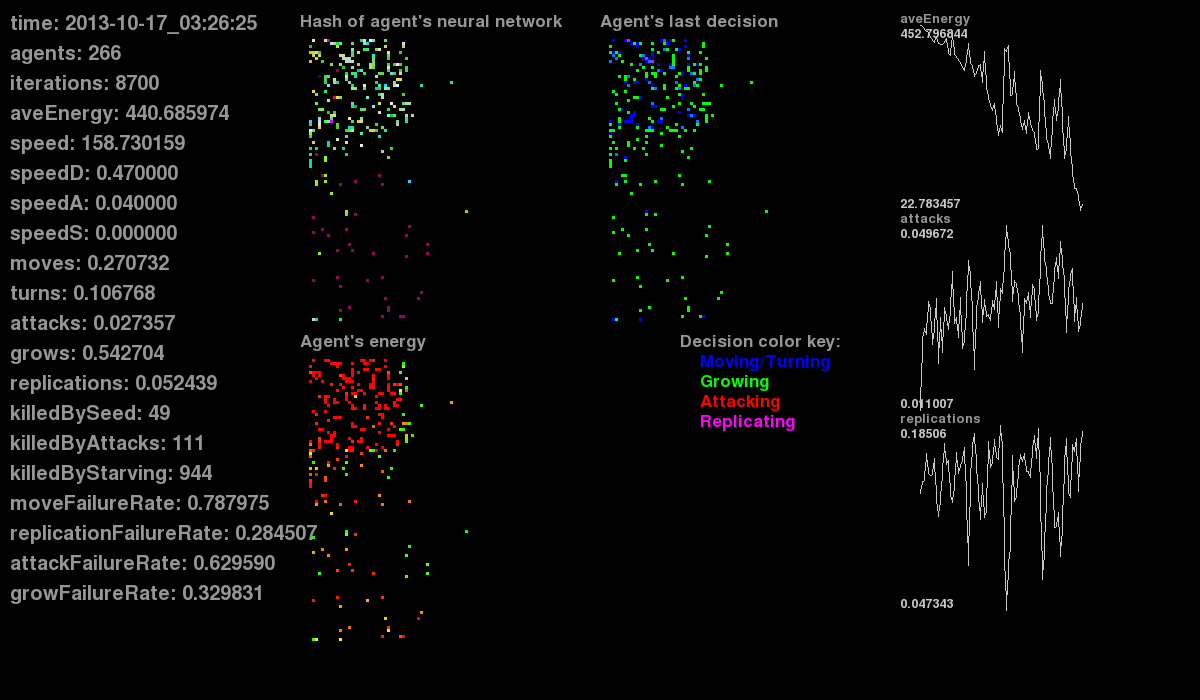 time: 2013-10-17_03:26:25
agents: 266
iterations: 8700
aveEnergy: 440.685974
speed: 158.730159
speedD: 0.470000
speedA: 0.040000
speedS: 0.000000
moves: 0.270732
turns: 0.106768
attacks: 0.027357
grows: 0.542704
replications: 0.052439
killedBySeed: 49
killedByAttacks: 111
killedByStarving: 944
moveFailureRate: 0.787975
replicationFailureRate: 0.284507
attackFailureRate: 0.629590
growFailureRate: 0.329831
Hash of agent's neural network
Agent's last decision
Agent's energy
Decision color key:
Moving/Turning
Growing
Attacking
Replicating
aveEnergy
452.796844
22.783457
attacks
0.049672
0.011007
replications
0.18506
0.047343